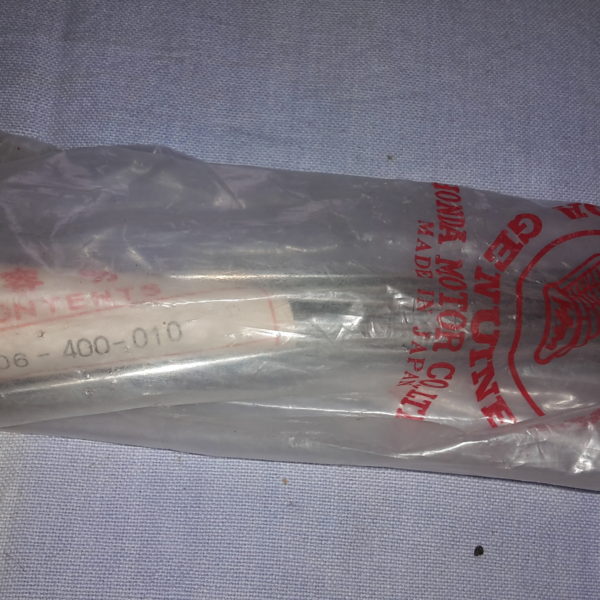 CONTENTS
06-400-010
GENUINE
HONDA MOTOR CO.,LTD
MADE IN JAPAN